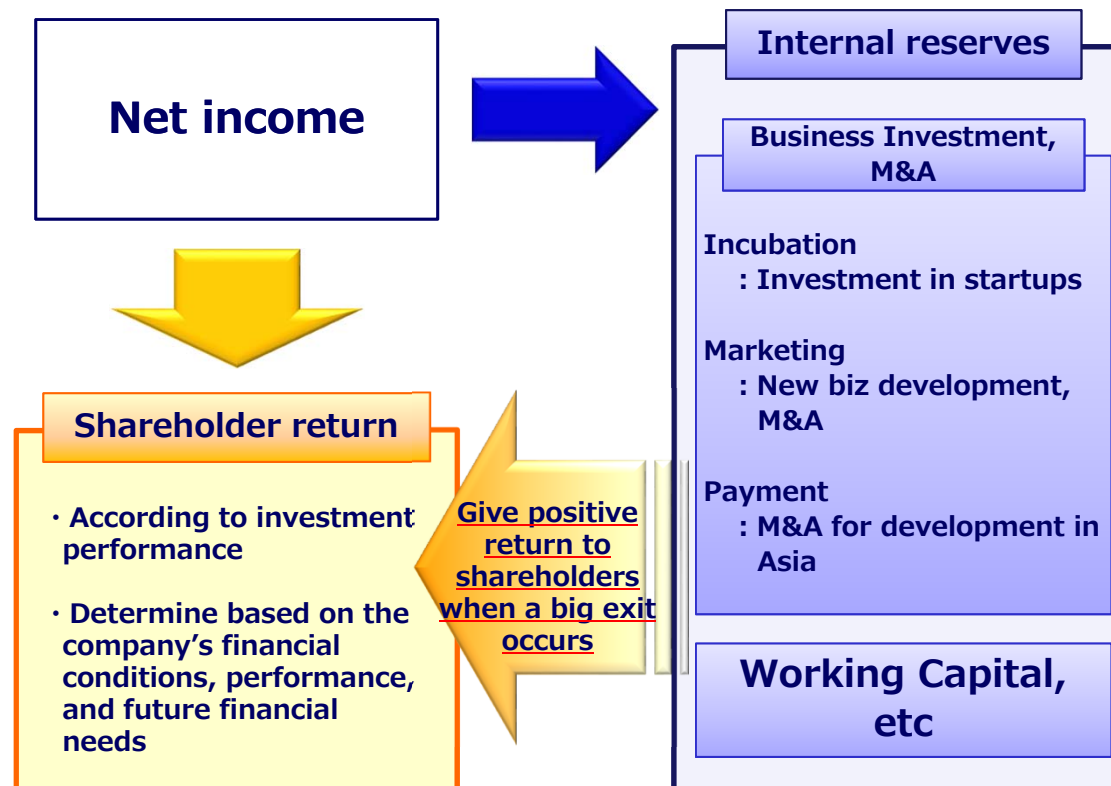 Net income
Internal reserves
Business Investment,
M&A
Incubation
: Investment in startups
Marketing
: New biz development,
M&A
Payment
: M&A for development in
Asia
Working Capital,
etc
Shareholder return
・According to investment
performance
・Determine based on the
company’s financial
conditions, performance,
and future financial
needs
Give positive
return to
shareholders
when a big exit
occurs